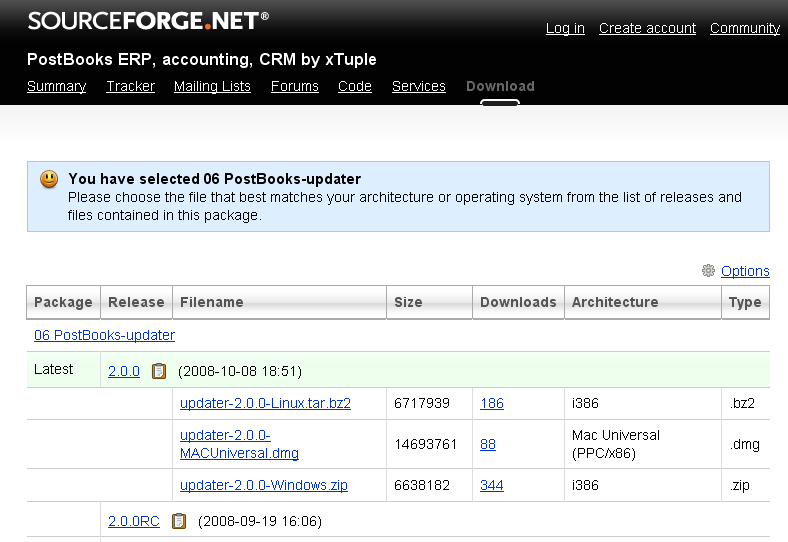 SOURCEFORGE.NET®
Log in Create account Community
PostBooks ERP, accounting, CRM by xTuple
Summary Tracker Mailing Lists Forums Code Services Download
You have selected 06 PostBooks-updater
Please choose the file that best matches your architecture or operating system from the list of releases and
files contained in this package.
Options
Package Release Filename Size Downloads Architecture Type
06 PostBooks-updater
Latest 2.0.0 (2008-10-08 18:51)
updater-2.0.0-Linux.tar.bz2 6717939 186 i386 .bz2
updater-2.0.0-
MACUniversal.dmg 14693761 88 Mac Universal
(PPC/x86) .dmg
updater-2.0.0-Windows.zip 6638182 344 i386 .zip
2.0.0RC (2008-09-19 16:06)